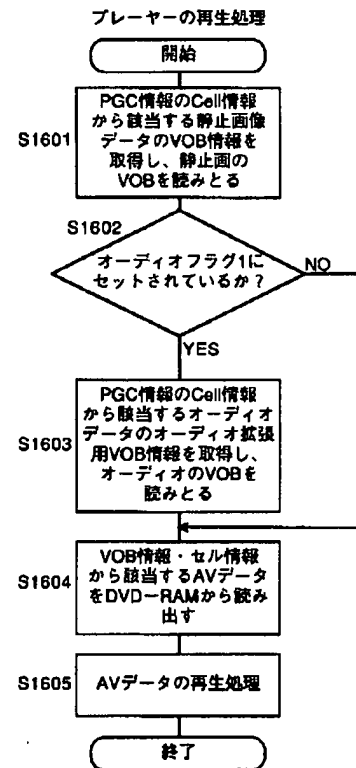 プレーヤーの再生処理
開始
S1601
PGC情報のCell情報
から該当する静止画像
データのVOB情報を
取得し、静止画の
VOBを読みとる
S1602
オーディオフラグ1に
セットされているか？
NO
YES
S1603
PGC情報のCell情報
から該当するオーディオ
データのオーディオ拡張
用VOB情報を取得し、
オーディオのVOBを
読みとる
S1604
VOB情報・セル情報
から該当するAVデータ
をDVD－RAMから読み
出す
S1605
AVデータの再生処理
終了